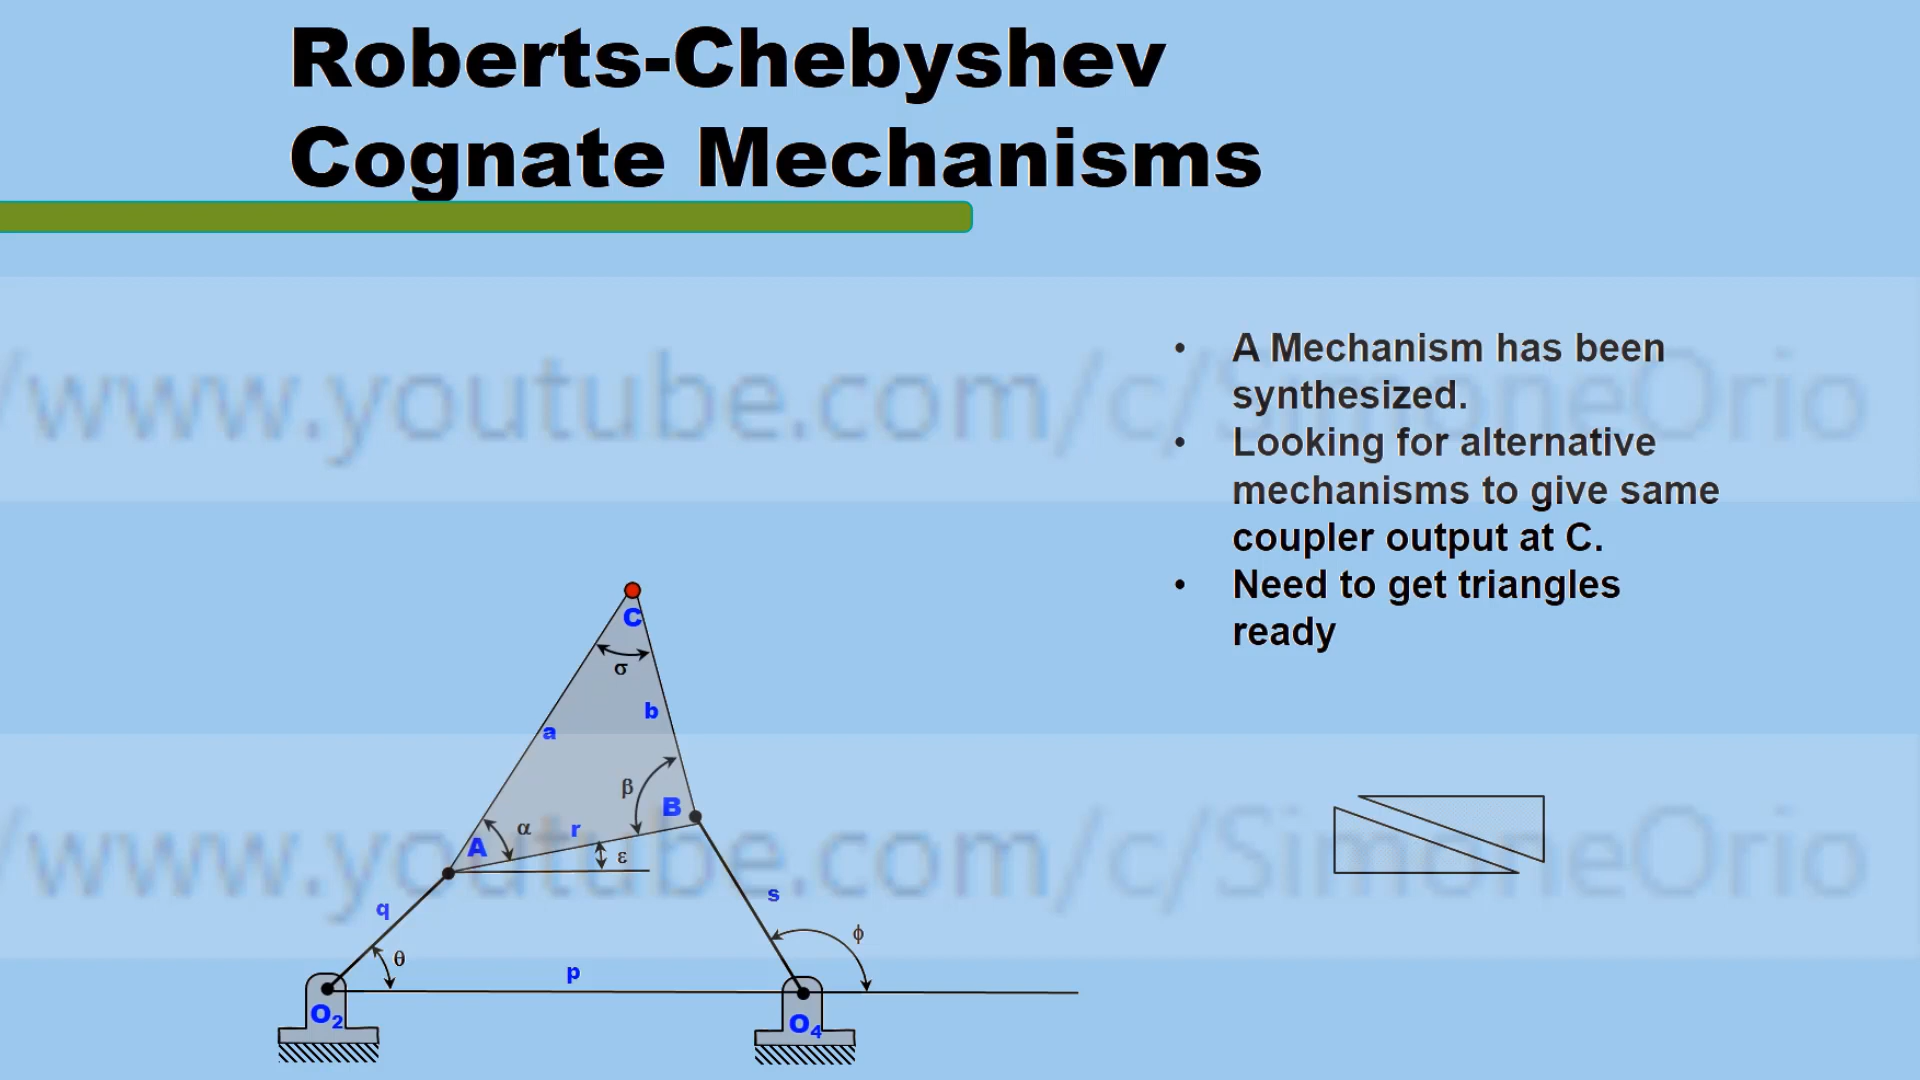 Roberts-Chebyshev
Cognate Mechanisms
/www.youtube.com/c/SimoneOrio
• A Mechanism has been
synthesized.
• Looking for alternative
mechanisms to give same
coupler output at C.
• Need to get triangles
ready
C
σ
b
a
β
B
α
r
A
ε
/www.youtube.com/c/SimoneOrio
s
q
ϕ
θ
p
O2
O4